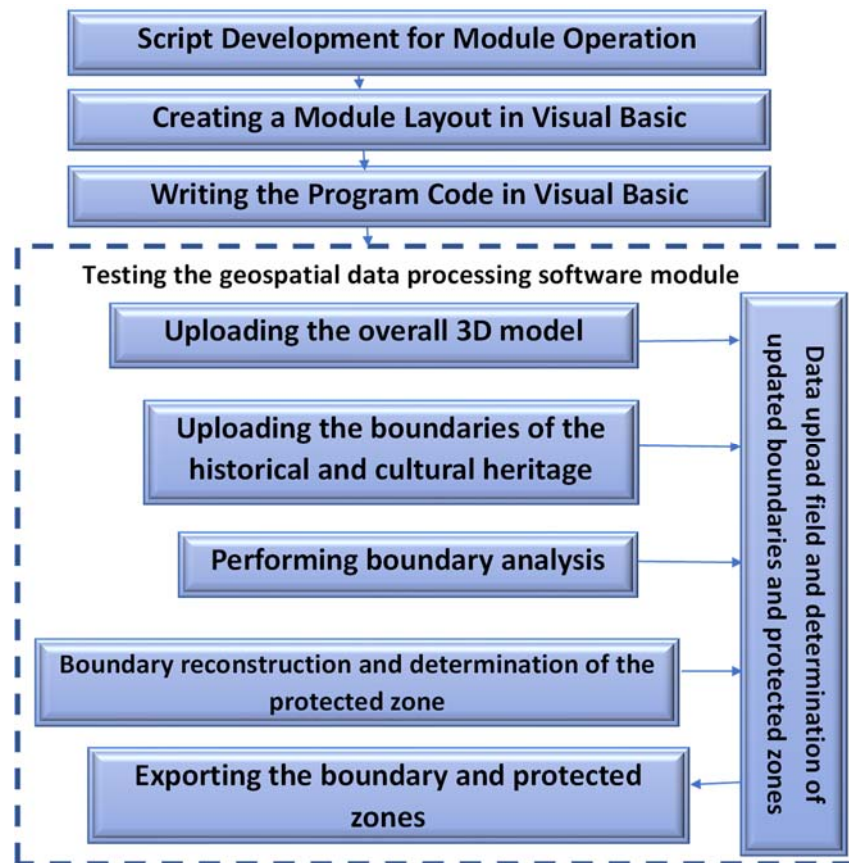 Script Development for Module Operation
Creating a Module Layout in Visual Basic
Writing the Program Code in Visual Basic
Testing the geospatial data processing software module
Uploading the overall 3D model
Uploading the boundaries of the
historical and cultural heritage
Performing boundary analysis
Boundary reconstruction and determination of the
protected zone
Exporting the boundary and protected
zones
Data upload field and determination of
updated boundaries and protected zones